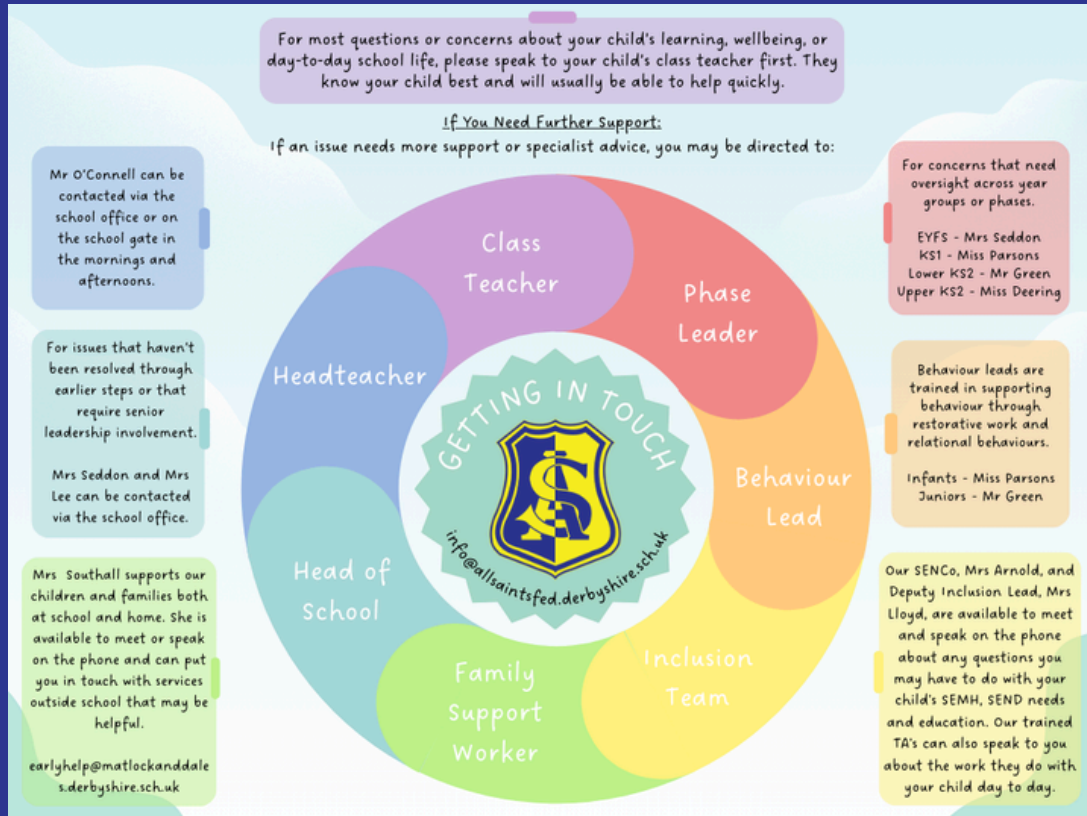 For most questions or concerns about your child's learning, wellbeing, or
day-to-day school life, please speak to your child's class teacher first. They
know your child best and will usually be able to help quickly.
If You Need Further Support:
If an issue needs more support or specialist advice, you may be directed to:
Mr O'Connell can be
contacted via the
school office or on
the school gate in
the mornings and
afternoons.
For issues that haven't
been resolved through
earlier steps or that
require senior
leadership involvement.
Mrs Seddon and Mrs
Lee can be contacted
via the school office.
Mrs Southall supports our
children and families both
at school and home. She is
available to meet or speak
on the phone and can put
you in touch with services
outside school that may be
helpful.
earlyhelp@matlockanddale
s.derbyshire.sch.uk
Class
Teacher
Phase
Leader
Behaviour
Lead
Inclusion
Team
Family
Support
Worker
Head of
School
Headteacher
GETTING IN TOUCH
AS
info@allsaintsfed.derbyshire.sch.uk
For concerns that need
oversight across year
groups or phases.
EYFS - Mrs Seddon
KS1 - Miss Parsons
Lower KS2 - Mr Green
Upper KS2 - Miss Deering
Behaviour leads are
trained in supporting
behaviour through
restorative work and
relational behaviours.
Infants - Miss Parsons
Juniors - Mr Green
Our SENCo, Mrs Arnold, and
Deputy Inclusion Lead, Mrs
Lloyd, are available to meet
and speak on the phone
about any questions you
may have to do with your
child's SEMH, SEND needs
and education. Our trained
TA's can also speak to you
about the work they do with
your child day to day.